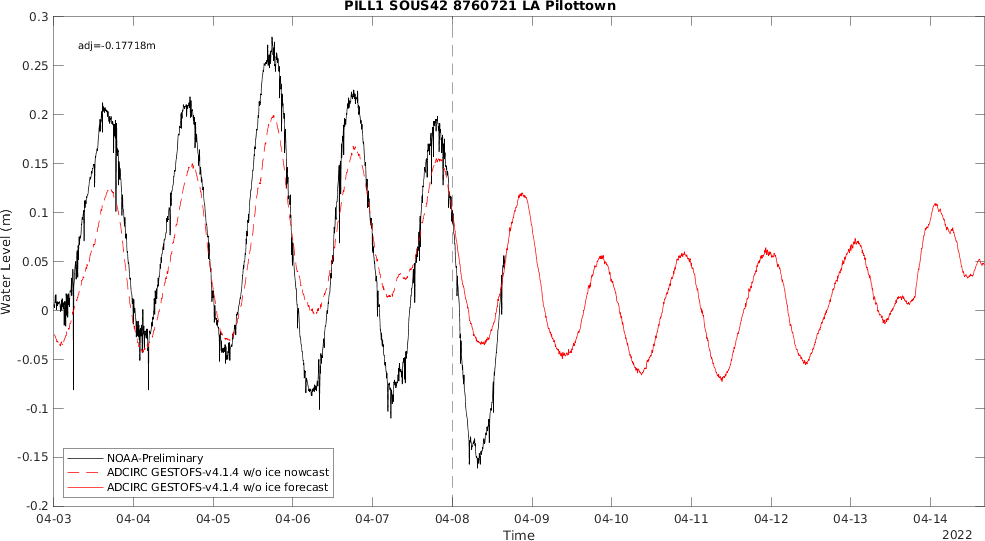 PILL1 SOUS42 8760721 LA Pilottown
adj=-0.17718m
Water Level (m)
0.3
0.25
0.2
0.15
0.1
0.05
0
-0.05
-0.1
-0.15
-0.2
NOAA-Preliminary
ADCIRC GESTOFS-v4.1.4 w/o ice nowcast
ADCIRC GESTOFS-v4.1.4 w/o ice forecast
04-03 04-04 04-05 04-06 04-07 04-08 04-09 04-10 04-11 04-12 04-13 04-14
Time
2022